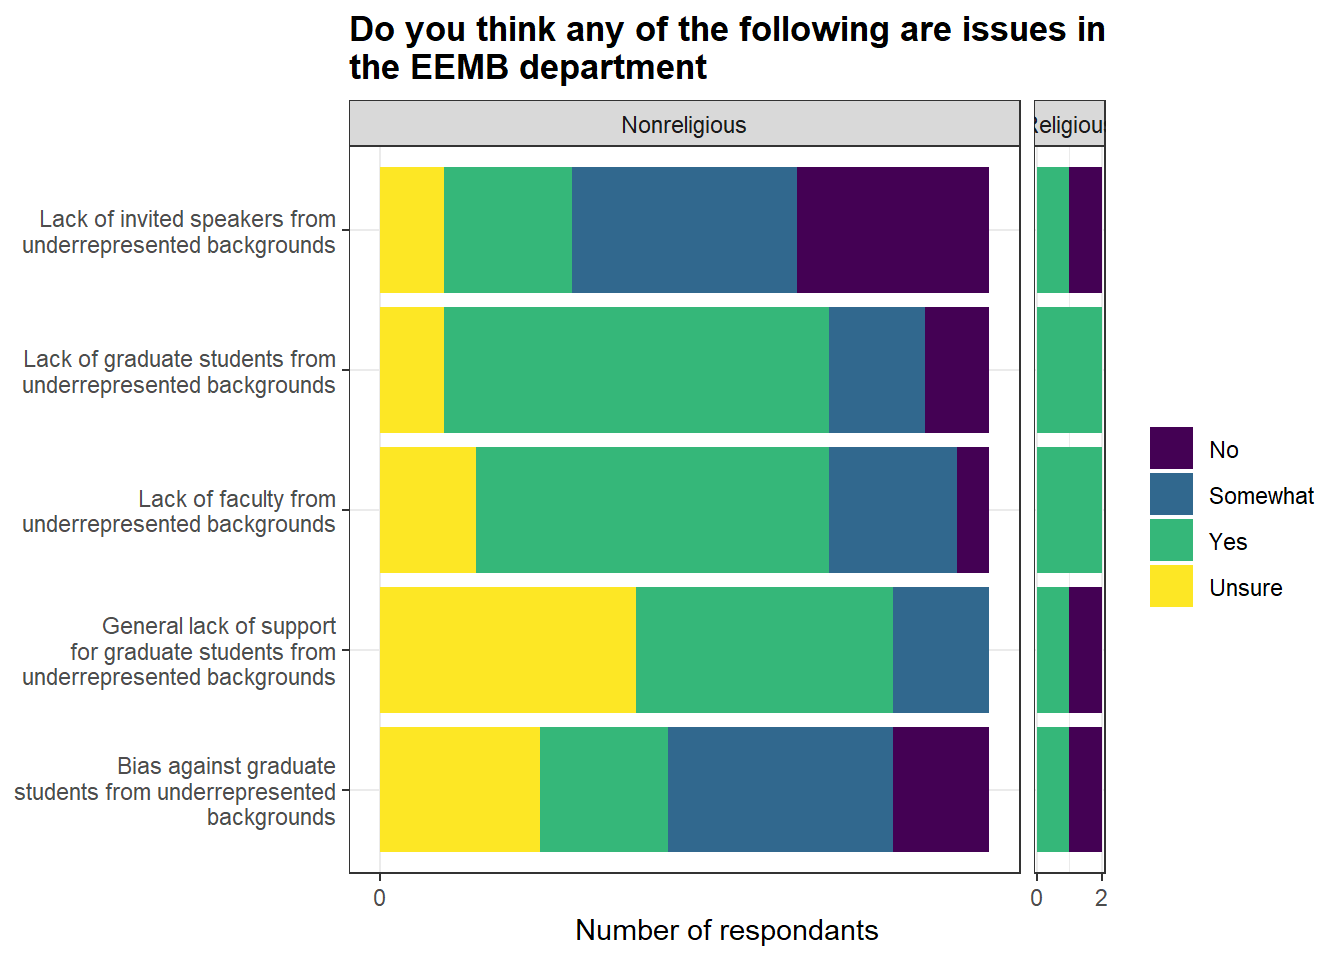 Do you think any of the following are issues in
the EEMB department
Nonreligious
Religious
Lack of invited speakers from
underrepresented backgrounds
Lack of graduate students from
underrepresented backgrounds
Lack of faculty from
underrepresented backgrounds
General lack of support
for graduate students from
underrepresented backgrounds
Bias against graduate
students from underrepresented
backgrounds
0
0 2
Number of respondants
No
Somewhat
Yes
Unsure